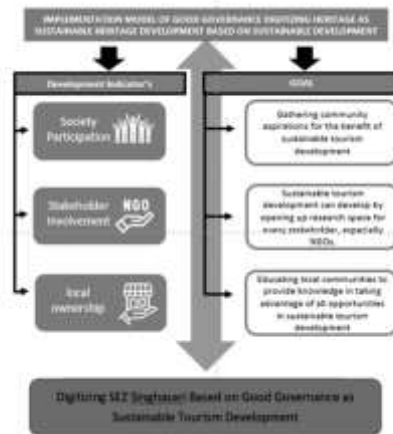 IMPLEMENTATION MODEL OF GOOD GOVERNANCE DIGITIZING HERITAGE AS
SUSTAINABLE HERITAGE DEVELOPMENT BASED ON SUSTAINABLE DEVELOPMENT
Development Indicator's
Society
Participation
Stakeholder
Involvement
NGO
local
ownership
GOAL
Gathering community
aspirations for the benefit of
sustainable tourism
development
Sustainable tourism
development can develop by
opening up research space for
every stakeholder, especially
NGOs.
Educating local communities to
provide knowledge in taking
advantage of all opportunities
in sustainable tourism
development
Digitizing SEZ Singhasari Based on Good Governance as
Sustainable Tourism Development